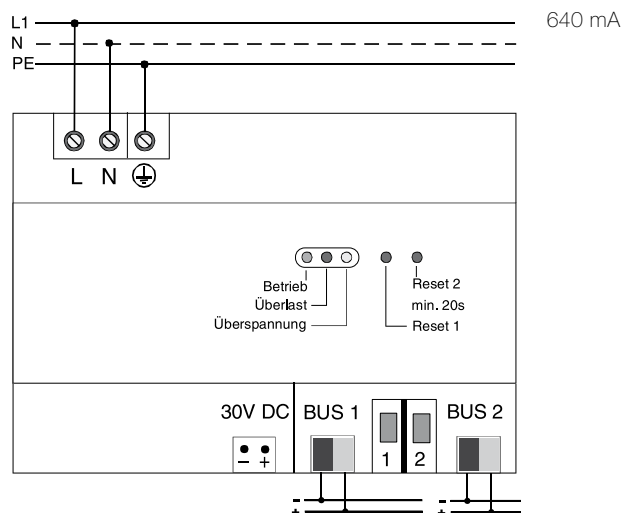 L1
640 mA
N
PE
L N
Betrieb
Überlast
Überspannung
Reset 2
min. 20s
Reset 1
30V DC
BUS 1
BUS 2
- +
1 2
- -
+ +